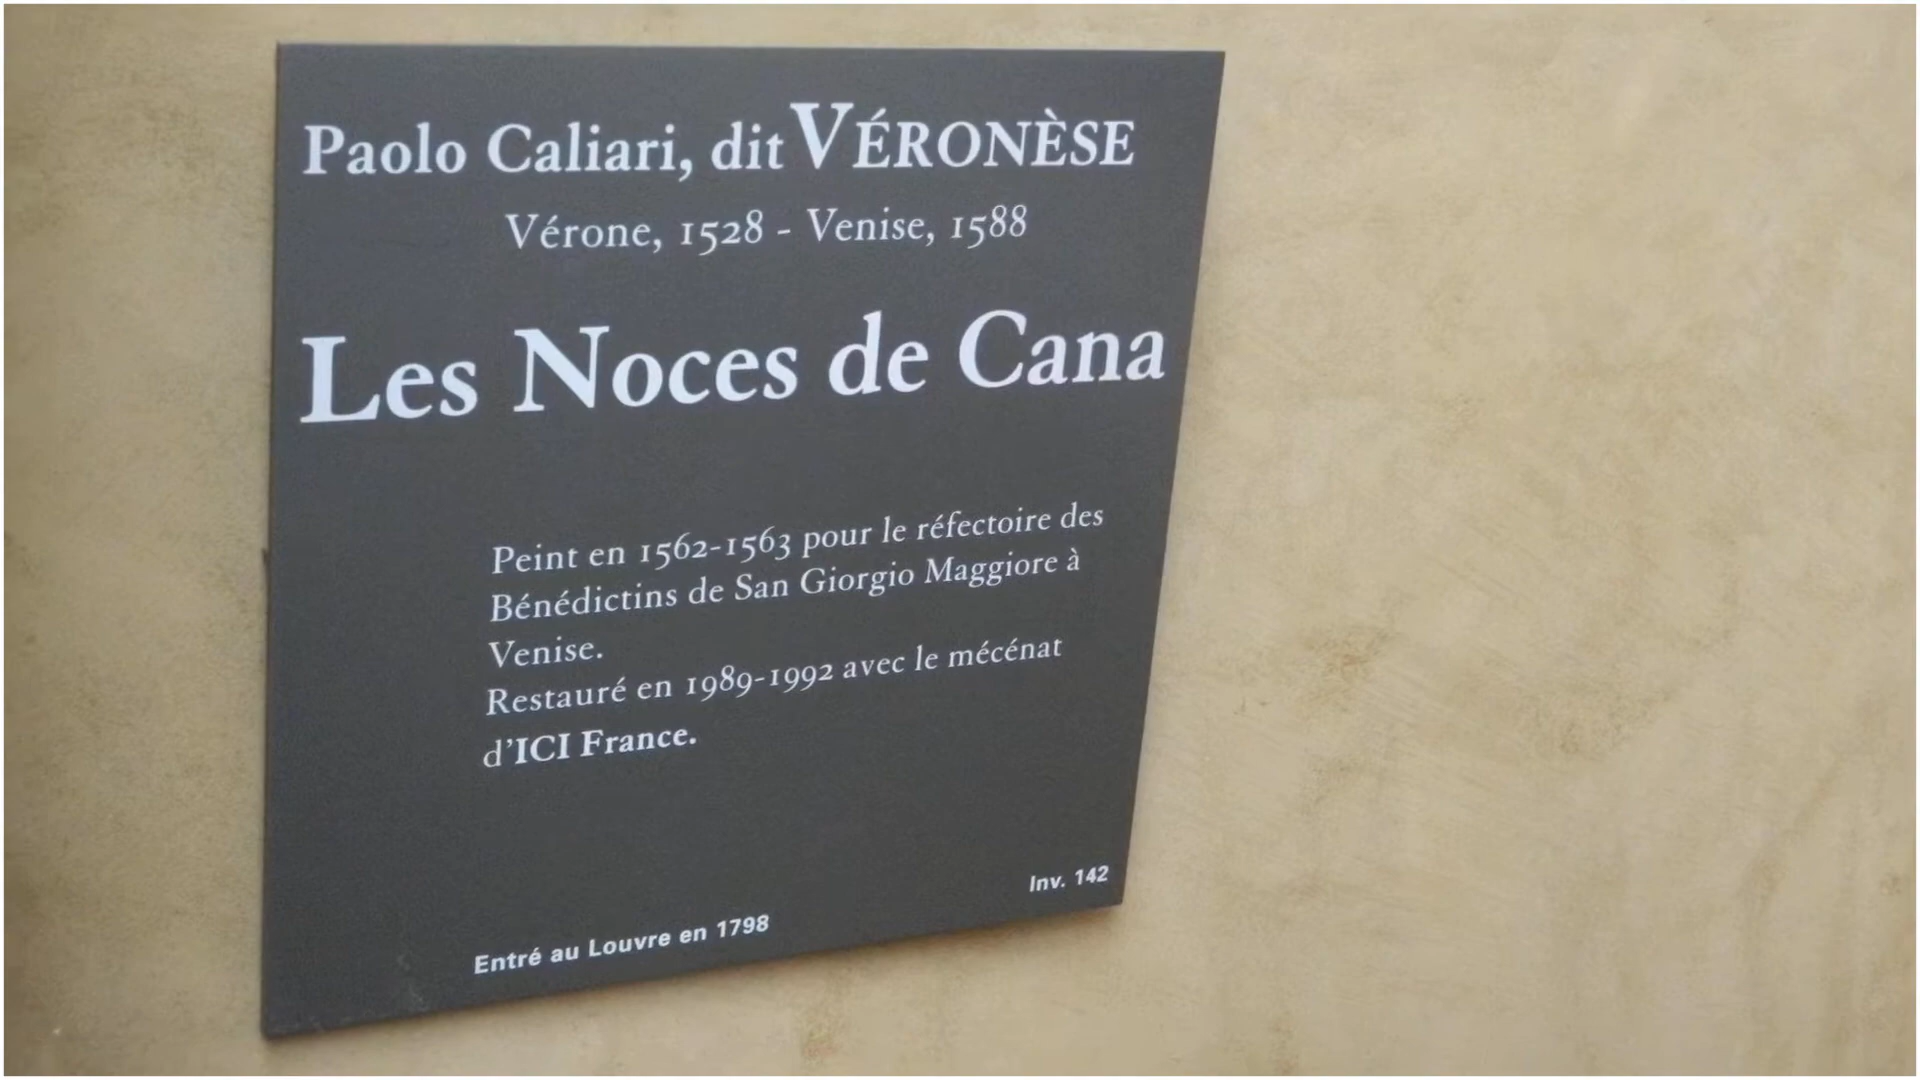 Paolo Caliari, dit VÉRONÈSE
Vérone, 1528 - Venise, 1588
Les Noces de Cana
Peint en 1562-1563 pour le réfectoire des
Bénédictins de San Giorgio Maggiore à
Venise.
Restauré en 1989-1992 avec le mécénat
d'ICI France.
Inv. 142
Entré au Louvre en 1798